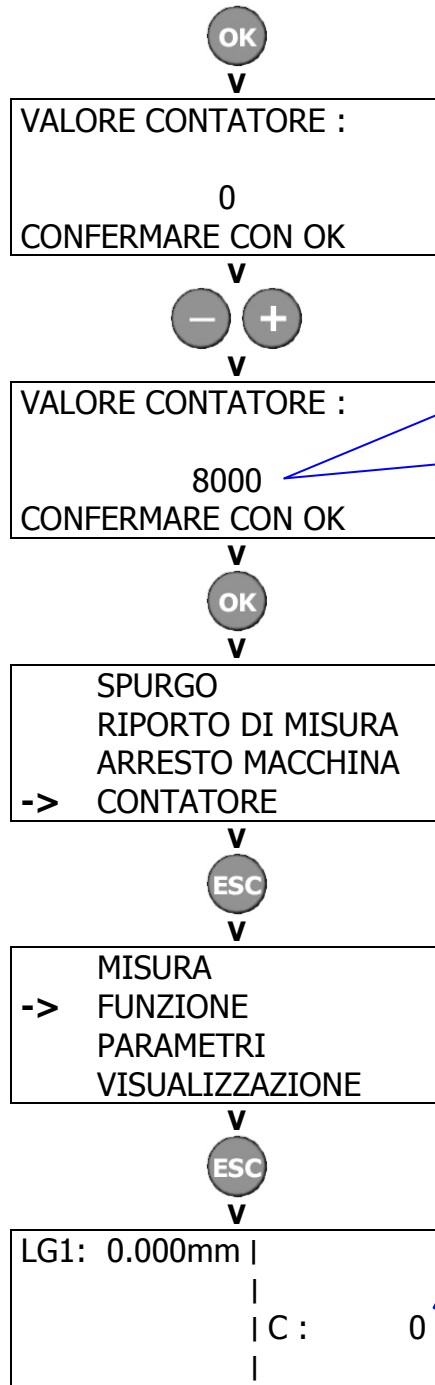 OK
v
VALORE CONTATORE :
0
CONFERMARE CON OK
v
− +
v
VALORE CONTATORE :
8000
CONFERMARE CON OK
v
OK
v
SPURGO
RIPORTO DI MISURA
ARRESTO MACCHINA
-> CONTATORE
v
ESC
v
MISURA
-> FUNZIONE
PARAMETRI
VISUALIZZAZIONE
v
ESC
v
LG1: 0.000mm |
|
| C : 0
|